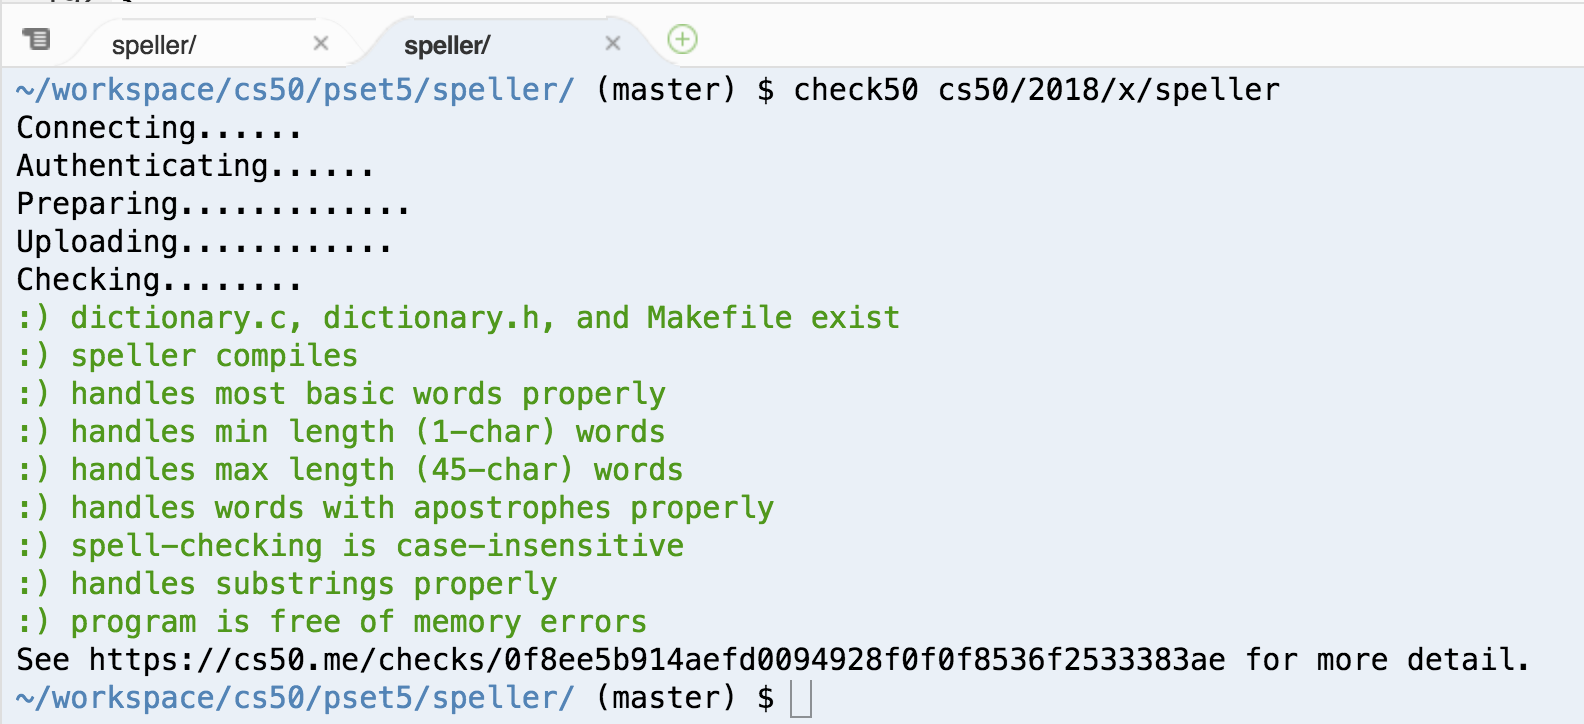 speller/ × speller/ ×
~/workspace/cs50/pset5/speller/ (master) $ check50 cs50/2018/x/speller
Connecting......
Authenticating......
Preparing.............
Uploading............
Checking........
:) dictionary.c, dictionary.h, and Makefile exist
:) speller compiles
:) handles most basic words properly
:) handles min length (1-char) words
:) handles max length (45-char) words
:) handles words with apostrophes properly
:) spell-checking is case-insensitive
:) handles substrings properly
:) program is free of memory errors
See https://cs50.me/checks/0f8ee5b914aefd0094928f0f0f8536f2533383ae for more detail.
~/workspace/cs50/pset5/speller/ (master) $